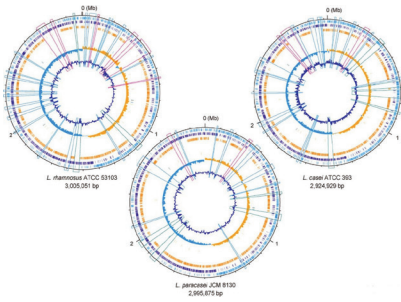 0 (Mb)
2
1
L. rhamnosus ATCC 53103
3,005,051 bp
0 (Mb)
2
1
L. casei ATCC 393
2,924,929 bp
0 (Mb)
2
1
L. paracasei JCM 8130
2,995,875 bp